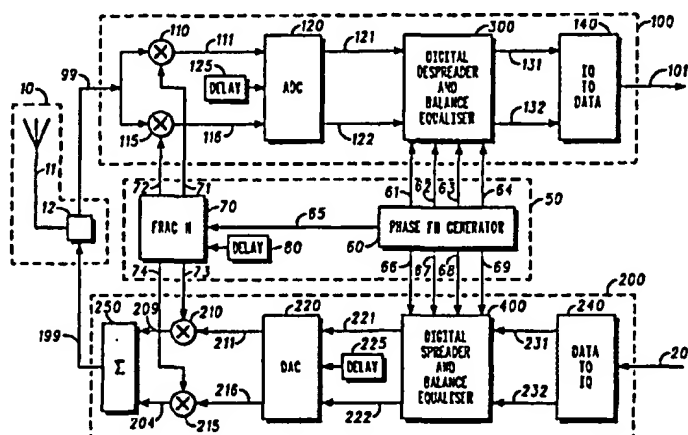 110
111
120
121
300
140
100
99
10
125
DELAY
ADC
DIGITAL
DESPREADER
AND
BALANCE
EQUALISER
131
IQ
TO
DATA
101
115
116
122
132
11
12
72
71
70
65
61
62
63
64
50
FRAC N
DELAY
80
60
PHASE FN GENERATOR
74
73
66
67
68
69
200
250
209
210
220
221
400
240
Σ
211
DAC
225
DELAY
DIGITAL
SPREADER
AND
BALANCE
EQUALISER
231
DATA
TO
IQ
20
199
204
215
216
222
232